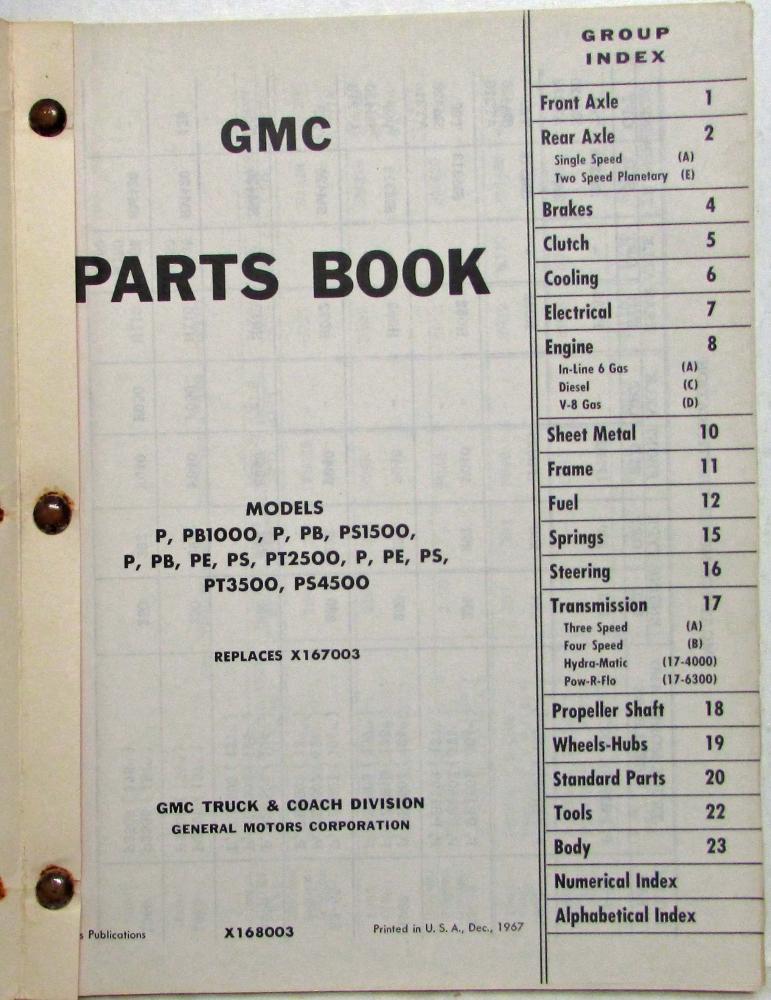 GMC
PARTS BOOK
MODELS
P, PB1000, P, PB, PS1500,
P, PB, PE, PS, PT2500, P, PE, PS,
PT3500, PS4500
REPLACES X167003
GMC TRUCK & COACH DIVISION
GENERAL MOTORS CORPORATION
s Publications X168003 Printed in U. S. A., Dec., 1967
GROUP
INDEX
Front Axle 1
Rear Axle 2
Single Speed (A)
Two Speed Planetary (E)
Brakes 4
Clutch 5
Cooling 6
Electrical 7
Engine 8
In-Line 6 Gas (A)
Diesel (C)
V-8 Gas (D)
Sheet Metal 10
Frame 11
Fuel 12
Springs 15
Steering 16
Transmission 17
Three Speed (A)
Four Speed (B)
Hydra-Matic (17-4000)
Pow-R-Flo (17-6300)
Propeller Shaft 18
Wheels-Hubs 19
Standard Parts 20
Tools 22
Body 23
Numerical Index
Alphabetical Index